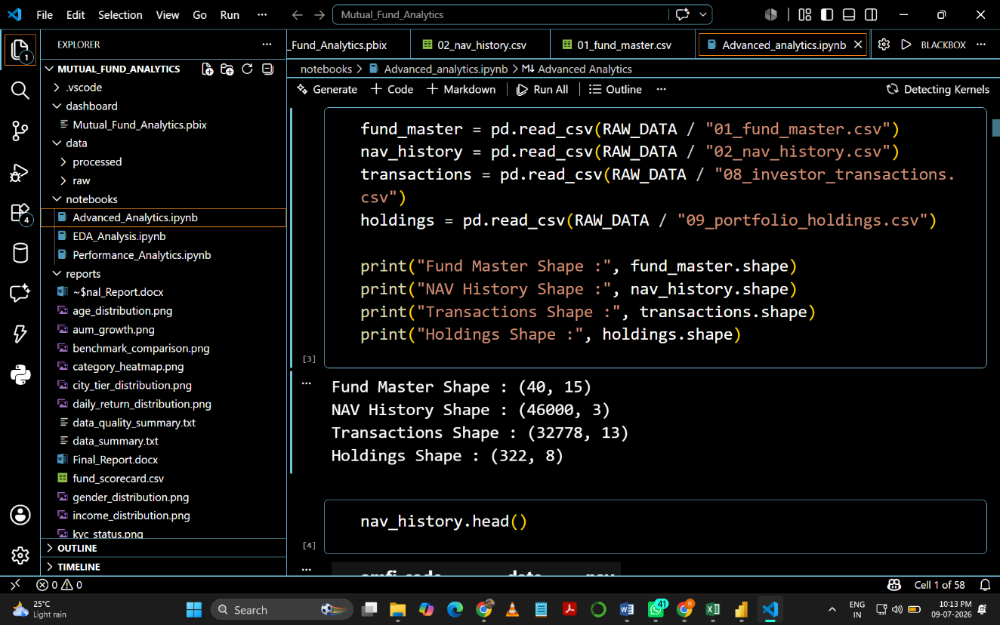 File Edit Selection View Go Run ··· Mutual_Fund_Analytics
EXPLORER ···
_Fund_Analytics.pbix 02_nav_history.csv 01_fund_master.csv Advanced_analytics.ipynb BLACKBOX ···
notebooks > Advanced_analytics.ipynb > M↓ Advanced Analytics
Generate + Code + Markdown Run All Outline ··· Detecting Kernels
MUTUAL_FUND_ANALYTICS
.vscode
dashboard
Mutual_Fund_Analytics.pbix
data
processed
raw
notebooks
Advanced_Analytics.ipynb
EDA_Analysis.ipynb
Performance_Analytics.ipynb
reports
~$nal_Report.docx
age_distribution.png
aum_growth.png
benchmark_comparison.png
category_heatmap.png
city_tier_distribution.png
daily_return_distribution.png
data_quality_summary.txt
data_summary.txt
Final_Report.docx
fund_scorecard.csv
gender_distribution.png
income_distribution.png
kyc_status.png
OUTLINE
TIMELINE
1
4
fund_master = pd.read_csv(RAW_DATA / "01_fund_master.csv")
nav_history = pd.read_csv(RAW_DATA / "02_nav_history.csv")
transactions = pd.read_csv(RAW_DATA / "08_investor_transactions.
csv")
holdings = pd.read_csv(RAW_DATA / "09_portfolio_holdings.csv")
print("Fund Master Shape :", fund_master.shape)
print("NAV History Shape :", nav_history.shape)
print("Transactions Shape :", transactions.shape)
print("Holdings Shape :", holdings.shape)
[3]
···
Fund Master Shape : (40, 15)
NAV History Shape : (46000, 3)
Transactions Shape : (32778, 13)
Holdings Shape : (322, 8)
nav_history.head()
[4]
···
amfi_code date nav
0 0 Cell 1 of 58
25°C
Light rain
Search
41
ENG
IN
10:13 PM
09-07-2026